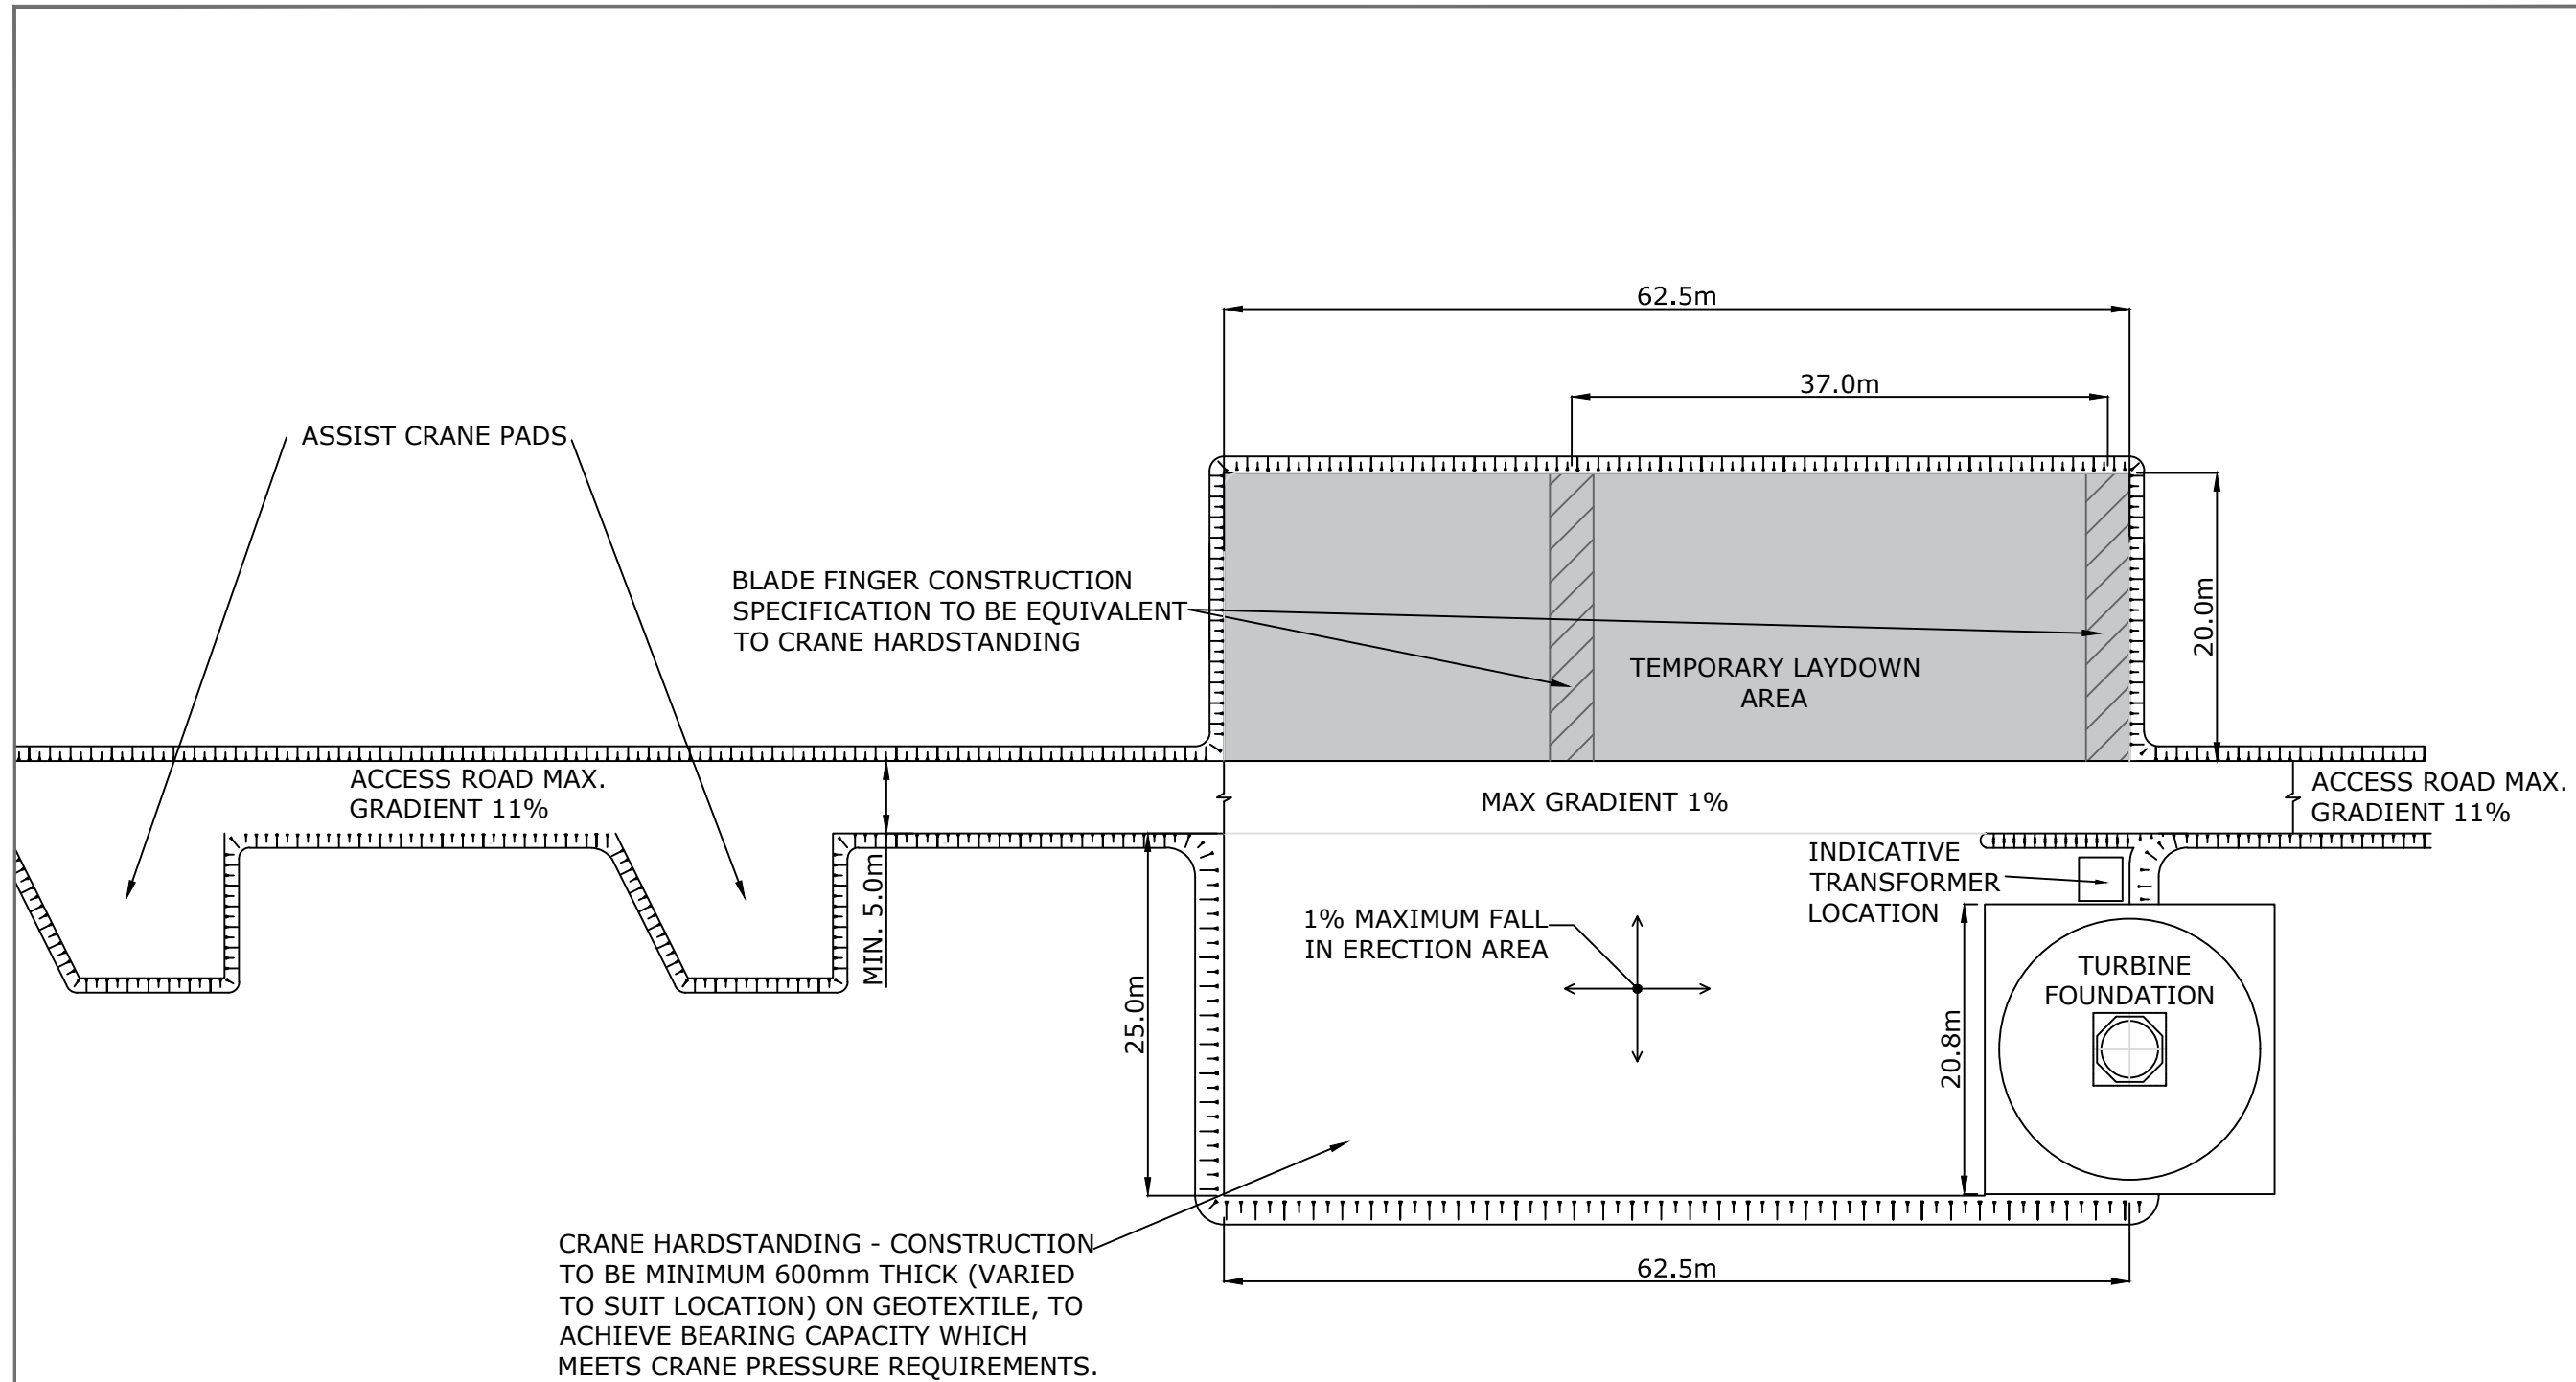 62.5m
37.0m
ASSIST CRANE PADS
BLADE FINGER CONSTRUCTION
SPECIFICATION TO BE EQUIVALENT
TO CRANE HARDSTANDING
20.0m
TEMPORARY LAYDOWN
AREA
ACCESS ROAD MAX.
GRADIENT 11%
MAX GRADIENT 1%
ACCESS ROAD MAX.
GRADIENT 11%
MIN. 5.0m
INDICATIVE
TRANSFORMER
LOCATION
1% MAXIMUM FALL
IN ERECTION AREA
25.0m
20.8m
TURBINE
FOUNDATION
CRANE HARDSTANDING - CONSTRUCTION
TO BE MINIMUM 600mm THICK (VARIED
TO SUIT LOCATION) ON GEOTEXTILE, TO
ACHIEVE BEARING CAPACITY WHICH
MEETS CRANE PRESSURE REQUIREMENTS.
62.5m